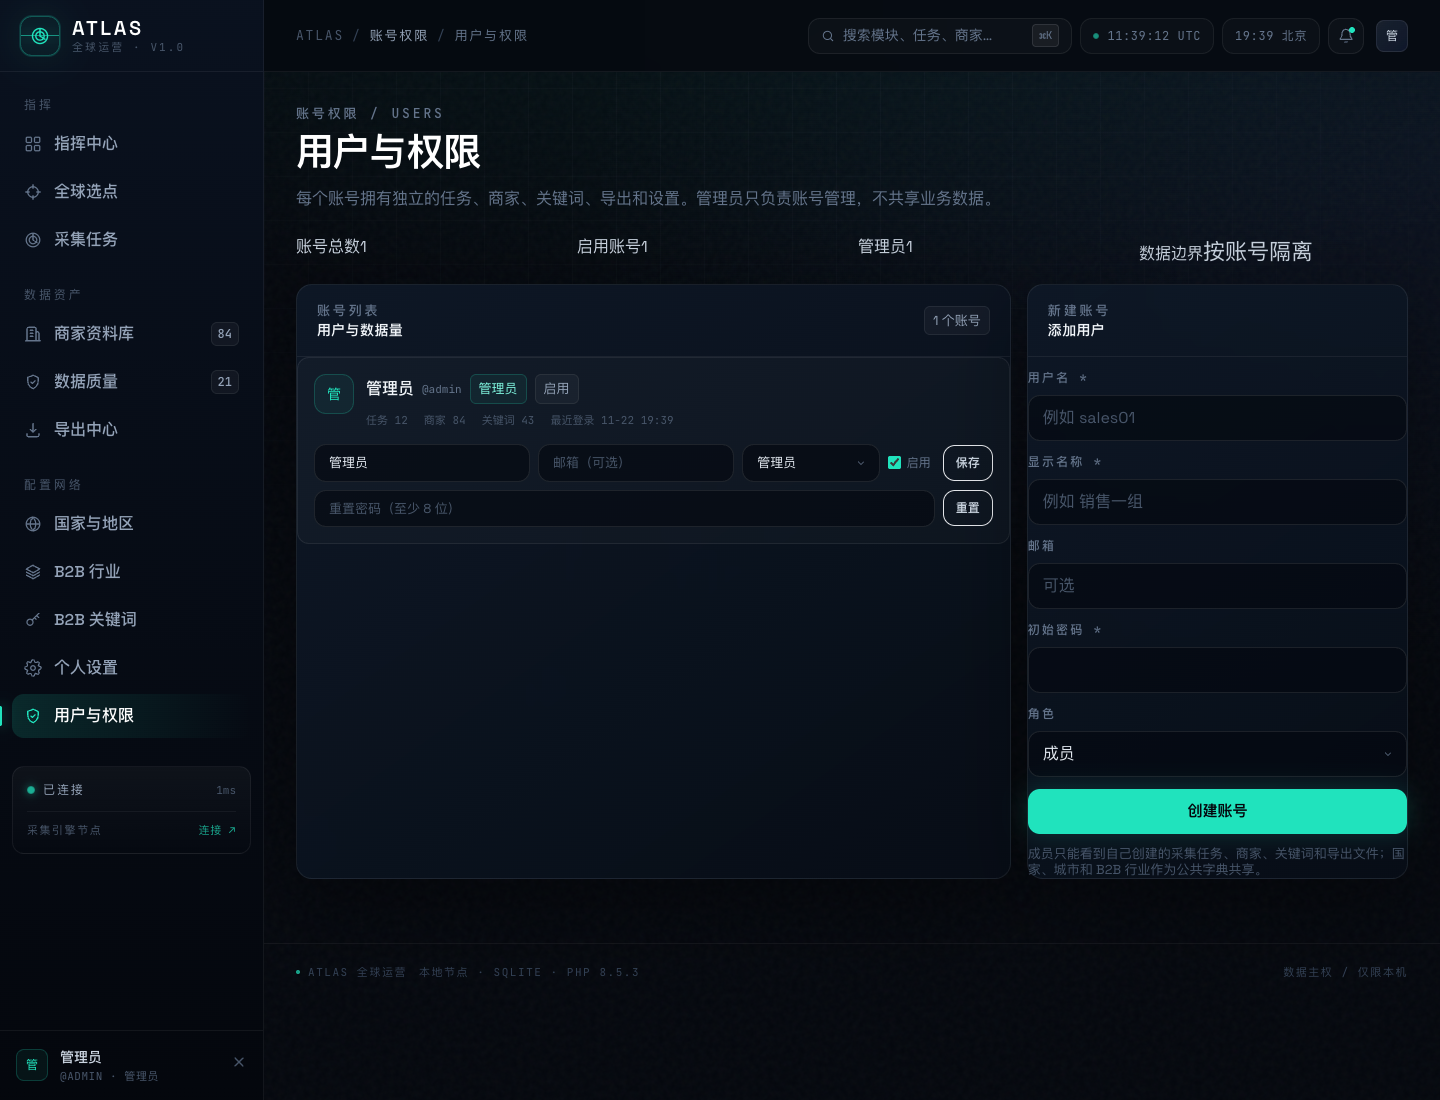 ATLAS
全球运营 · V1.0
指挥
指挥中心
全球选点
采集任务
数据资产
商家资料库 84
数据质量 21
导出中心
配置网络
国家与地区
B2B 行业
B2B 关键词
个人设置
用户与权限
已连接 1ms
采集引擎节点 连接 ↗
管
管理员
@ADMIN · 管理员
ATLAS / 账号权限 / 用户与权限
搜索模块、任务、商家... ⌘K
11:39:12 UTC
19:39 北京
管
账号权限 / USERS
用户与权限
每个账号拥有独立的任务、商家、关键词、导出和设置。管理员只负责账号管理，不共享业务数据。
账号总数1 启用账号1 管理员1 数据边界按账号隔离
账号列表
用户与数据量
1 个账号
管
管理员 @admin 管理员 启用
任务 12 商家 84 关键词 43 最近登录 11-22 19:39
管理员 邮箱（可选） 管理员 启用 保存
重置密码（至少 8 位） 重置
新建账号
添加用户
用户名 *
例如 sales01
显示名称 *
例如 销售一组
邮箱
可选
初始密码 *
角色
成员
创建账号
成员只能看到自己创建的采集任务、商家、关键词和导出文件；国
家、城市和 B2B 行业作为公共字典共享。
ATLAS 全球运营 本地节点 · SQLITE · PHP 8.5.3
数据主权 / 仅限本机